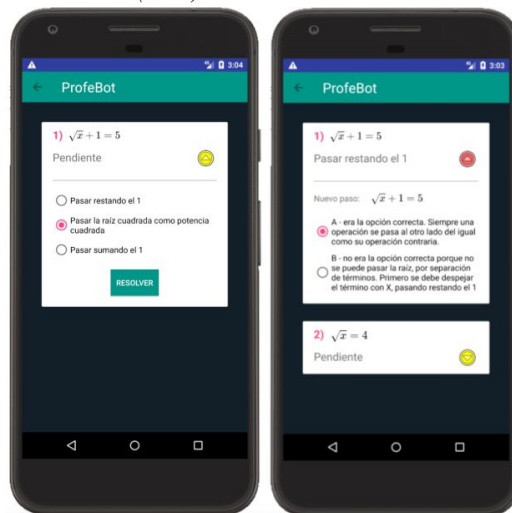 3:04
ProfeBot
1) √x + 1 = 5
Pendiente
Pasar restando el 1
Pasar la raíz cuadrada como potencia
cuadrada
Pasar sumando el 1
RESOLVER
3:03
ProfeBot
1) √x + 1 = 5
Pasar restando el 1
Nuevo paso: √x + 1 = 5
A - era la opción correcta. Siempre una
operación se pasa al otro lado del igual
como su operación contraria.
B - no era la opción correcta porque no
se puede pasar la raíz, por separación
de términos. Primero se debe despejar
el término con X, pasando restando el 1
2) √x = 4
Pendiente